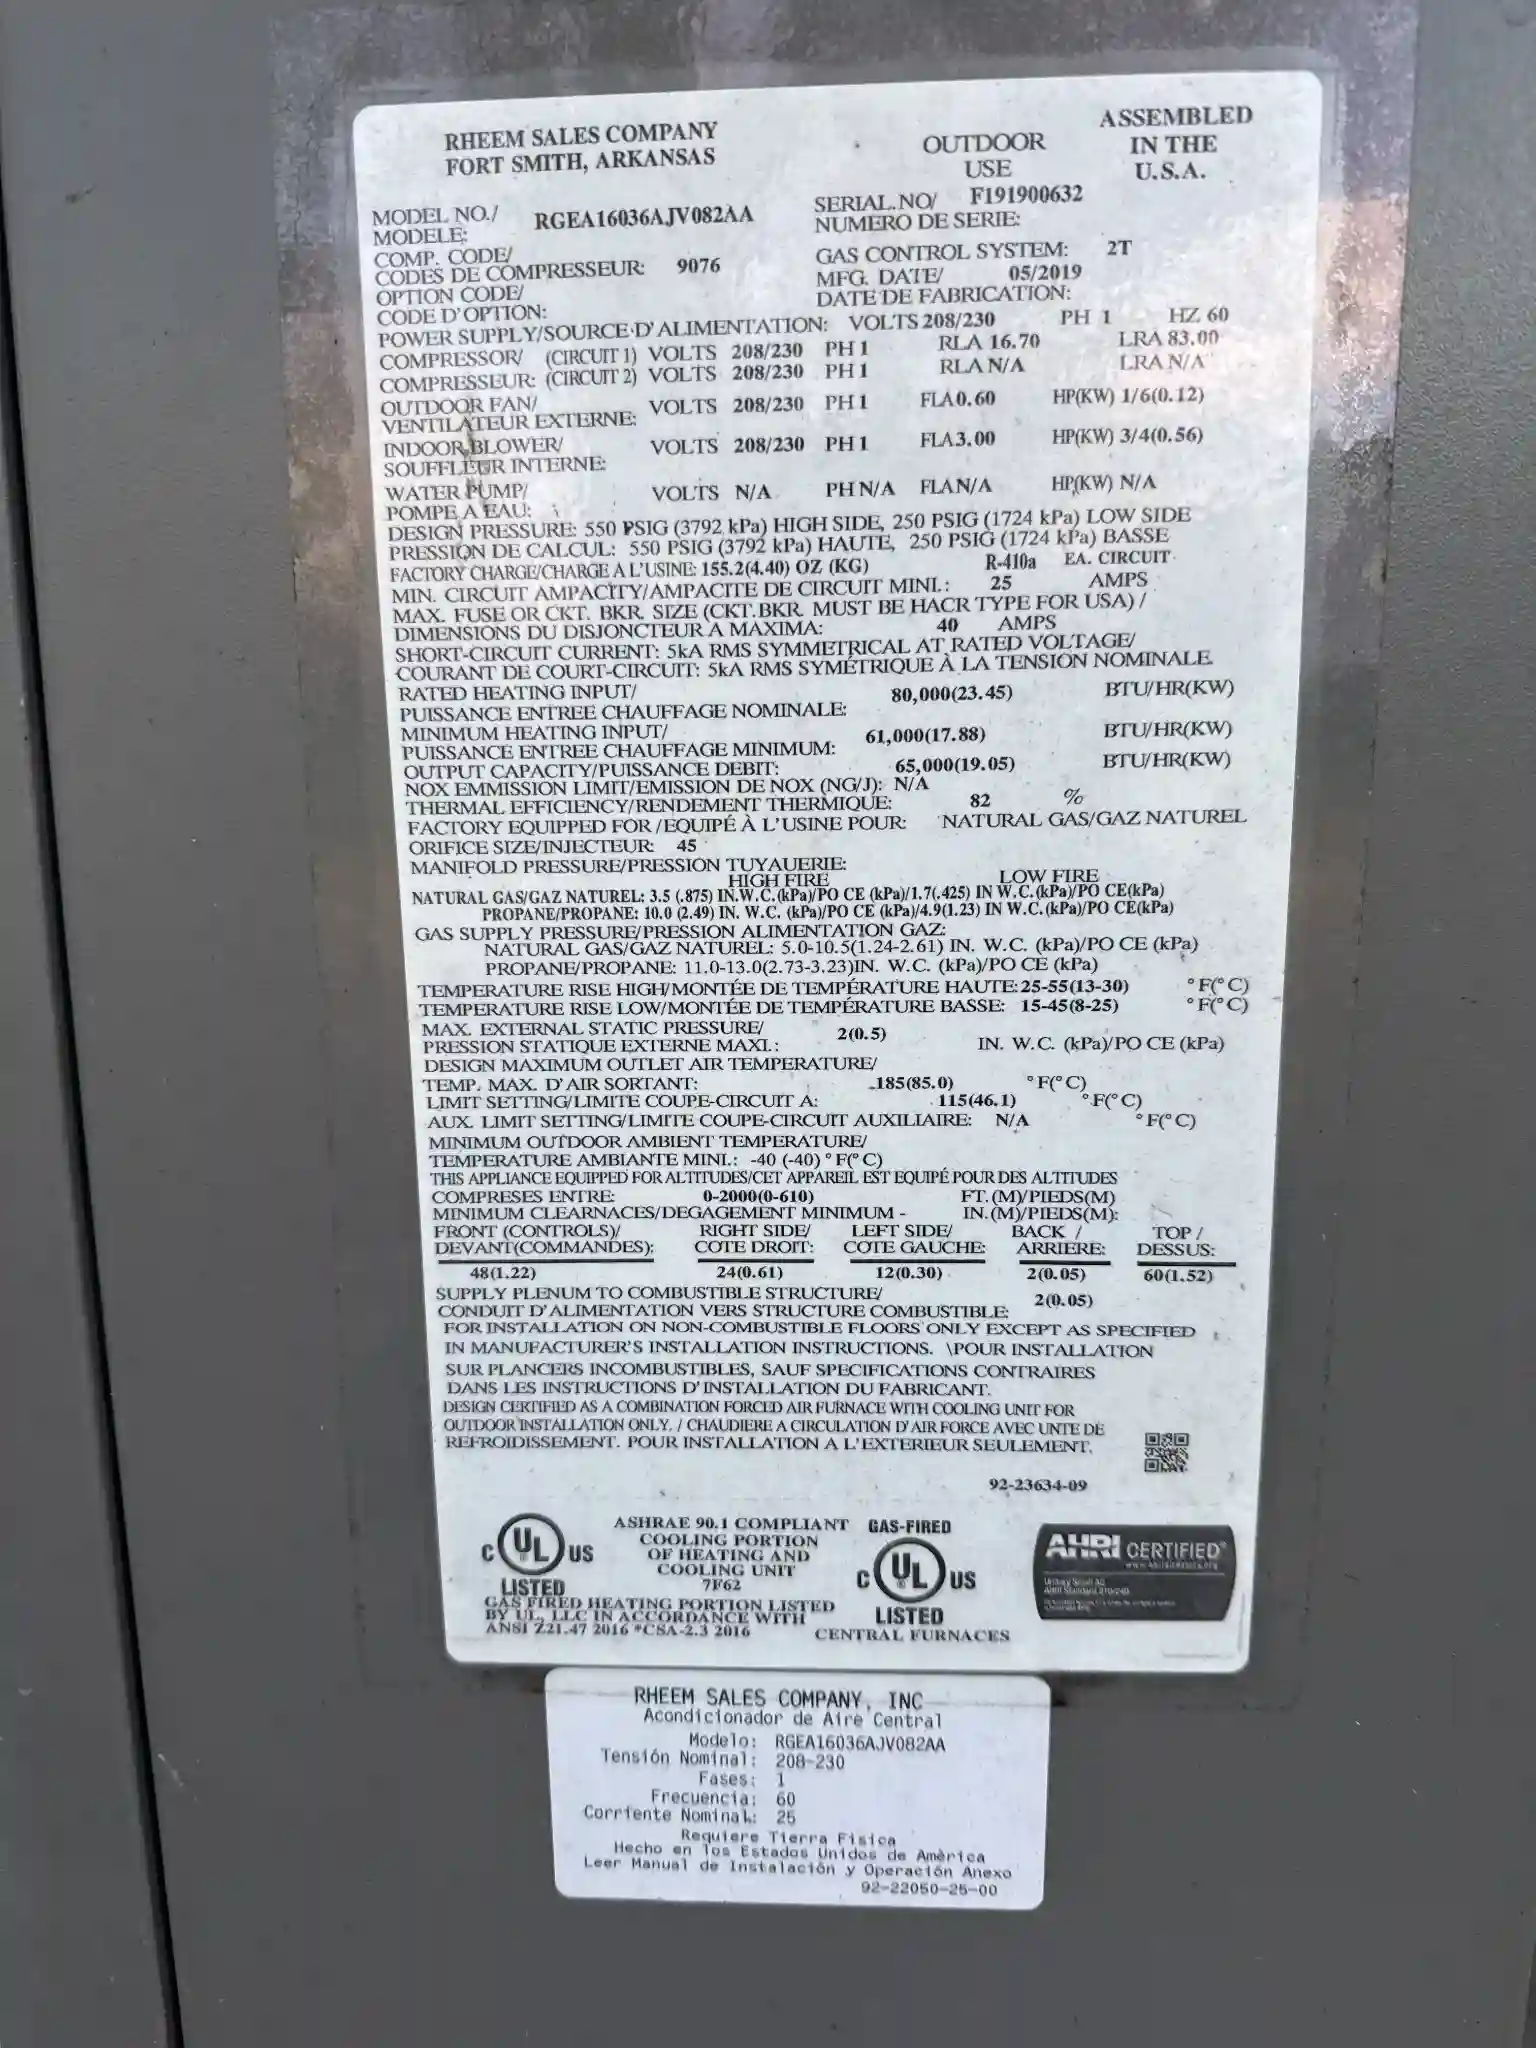 RHEEM SALES COMPANY
FORT SMITH, ARKANSAS
OUTDOOR
USE
ASSEMBLED
IN THE
U.S.A.
MODEL NO./ RGEA16036AJV082AA
MODELE:
SERIAL.NO/ F191900632
NUMERO DE SERIE:
COMP. CODE/
CODES DE COMPRESSEUR: 9076
GAS CONTROL SYSTEM: 2T
MFG. DATE/ 05/2019
DATE DE FABRICATION:
OPTION CODE/
CODE D'OPTION:
POWER SUPPLY/SOURCE D'ALIMENTATION: VOLTS 208/230 PH 1 HZ 60
COMPRESSOR/ (CIRCUIT 1) VOLTS 208/230 PH 1 RLA 16.70 LRA 83.00
COMPRESSEUR: (CIRCUIT 2) VOLTS 208/230 PH 1 RLA N/A LRA N/A
OUTDOOR FAN/
VENTILATEUR EXTERNE: VOLTS 208/230 PH 1 FLA 0.60 HP(KW) 1/6(0.12)
INDOOR BLOWER/
SOUFFLEUR INTERNE: VOLTS 208/230 PH 1 FLA 3.00 HP(KW) 3/4(0.56)
WATER PUMP/
POMPE A EAU: VOLTS N/A PH N/A FLA N/A HP(KW) N/A
DESIGN PRESSURE: 550 PSIG (3792 kPa) HIGH SIDE, 250 PSIG (1724 kPa) LOW SIDE
PRESSION DE CALCUL: 550 PSIG (3792 kPa) HAUTE, 250 PSIG (1724 kPa) BASSE
FACTORY CHARGE/CHARGE A L'USINE: 155.2(4.40) OZ (KG) R-410a EA. CIRCUIT
MIN. CIRCUIT AMPACITY/AMPACITE DE CIRCUIT MINI.: 25 AMPS
MAX. FUSE OR CKT. BKR. SIZE (CKT. BKR. MUST BE HACR TYPE FOR USA) /
DIMENSIONS DU DISJONCTEUR A MAXIMA: 40 AMPS
SHORT-CIRCUIT CURRENT: 5kA RMS SYMMETRICAL AT RATED VOLTAGE/
COURANT DE COURT-CIRCUIT: 5kA RMS SYMÉTRIQUE À LA TENSION NOMINALE.
RATED HEATING INPUT/
PUISSANCE ENTREE CHAUFFAGE NOMINALE: 80,000(23.45) BTU/HR(KW)
MINIMUM HEATING INPUT/
PUISSANCE ENTREE CHAUFFAGE MINIMUM: 61,000(17.88) BTU/HR(KW)
OUTPUT CAPACITY/PUISSANCE DEBIT: 65,000(19.05) BTU/HR(KW)
NOX EMMISSION LIMIT/EMISSION DE NOX (NG/J): N/A
THERMAL EFFICIENCY/RENDEMENT THERMIQUE: 82 %
FACTORY EQUIPPED FOR /EQUIPÉ À L'USINE POUR: NATURAL GAS/GAZ NATUREL
ORIFICE SIZE/INJECTEUR: 45
MANIFOLD PRESSURE/PRESSION TUYAUERIE:
HIGH FIRE LOW FIRE
NATURAL GAS/GAZ NATUREL: 3.5 (.875) IN.W.C.(kPa)/PO CE (kPa)/1.7(.425) IN W.C.(kPa)/PO CE(kPa)
PROPANE/PROPANE: 10.0 (2.49) IN. W.C. (kPa)/PO CE (kPa)/4.9(1.23) IN W.C.(kPa)/PO CE(kPa)
GAS SUPPLY PRESSURE/PRESSION ALIMENTATION GAZ:
NATURAL GAS/GAZ NATUREL: 5.0-10.5(1.24-2.61) IN. W.C. (kPa)/PO CE (kPa)
PROPANE/PROPANE: 11.0-13.0(2.73-3.23)IN. W.C. (kPa)/PO CE (kPa)
TEMPERATURE RISE HIGH/MONTÉE DE TEMPÉRATURE HAUTE: 25-55(13-30) °F(°C)
TEMPERATURE RISE LOW/MONTÉE DE TEMPÉRATURE BASSE: 15-45(8-25) °F(°C)
MAX. EXTERNAL STATIC PRESSURE/
PRESSION STATIQUE EXTERNE MAXI.: 2(0.5) IN. W.C. (kPa)/PO CE (kPa)
DESIGN MAXIMUM OUTLET AIR TEMPERATURE/
TEMP. MAX. D'AIR SORTANT: 185(85.0) °F(°C)
LIMIT SETTING/LIMITE COUPE-CIRCUIT A: 115(46.1) °F(°C)
AUX. LIMIT SETTING/LIMITE COUPE-CIRCUIT AUXILIAIRE: N/A °F(°C)
MINIMUM OUTDOOR AMBIENT TEMPERATURE/
TEMPERATURE AMBIANTE MINI.: -40 (-40) °F(°C)
THIS APPLIANCE EQUIPPED FOR ALTITUDES/CET APPAREIL EST EQUIPÉ POUR DES ALTITUDES
COMPRESES ENTRE: 0-2000(0-610) FT.(M)/PIEDS(M)
MINIMUM CLEARNACES/DEGAGEMENT MINIMUM - IN.(M)/PIEDS(M):
FRONT (CONTROLS)/ RIGHT SIDE/ LEFT SIDE/ BACK / TOP /
DEVANT(COMMANDES): COTE DROIT: COTE GAUCHE: ARRIERE: DESSUS:
48(1.22) 24(0.61) 12(0.30) 2(0.05) 60(1.52)
SUPPLY PLENUM TO COMBUSTIBLE STRUCTURE/
CONDUIT D'ALIMENTATION VERS STRUCTURE COMBUSTIBLE: 2(0.05)
FOR INSTALLATION ON NON-COMBUSTIBLE FLOORS ONLY EXCEPT AS SPECIFIED
IN MANUFACTURER'S INSTALLATION INSTRUCTIONS. \POUR INSTALLATION
SUR PLANCERS INCOMBUSTIBLES, SAUF SPECIFICATIONS CONTRAIRES
DANS LES INSTRUCTIONS D'INSTALLATION DU FABRICANT.
DESIGN CERTIFIED AS A COMBINATION FORCED AIR FURNACE WITH COOLING UNIT FOR
OUTDOOR INSTALLATION ONLY. / CHAUDIERE A CIRCULATION D'AIR FORCE AVEC UNTE DE
REFROIDISSEMENT. POUR INSTALLATION A L'EXTERIEUR SEULEMENT.
92-23634-09
C UL US
LISTED
ASHRAE 90.1 COMPLIANT
COOLING PORTION
OF HEATING AND
COOLING UNIT
7F62
GAS FIRED HEATING PORTION LISTED
BY UL, LLC IN ACCORDANCE WITH
ANSI Z21.47 2016 *CSA-2.3 2016
GAS-FIRED
C UL US
LISTED
CENTRAL FURNACES
AHRI CERTIFIED
RHEEM SALES COMPANY, INC
Acondicionador de Aire Central
Modelo: RGEA16036AJV082AA
Tensión Nominal: 208-230
Fases: 1
Frecuencia: 60
Corriente Nominal: 25
Requiere Tierra Fisica
Hecho en los Estados Unidos de Amèrica
Leer Manual de Instalación y Operación Anexo
92-22050-25-00